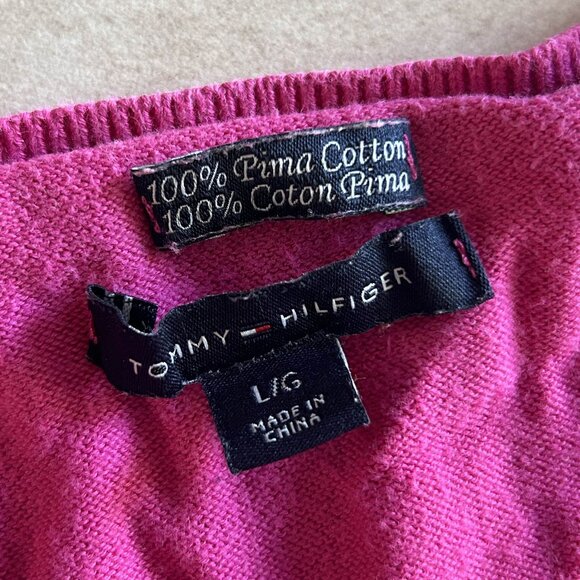 100% Pima Cotton
100% Coton Pima
TOMMY HILFIGER
L/G
MADE IN
CHINA